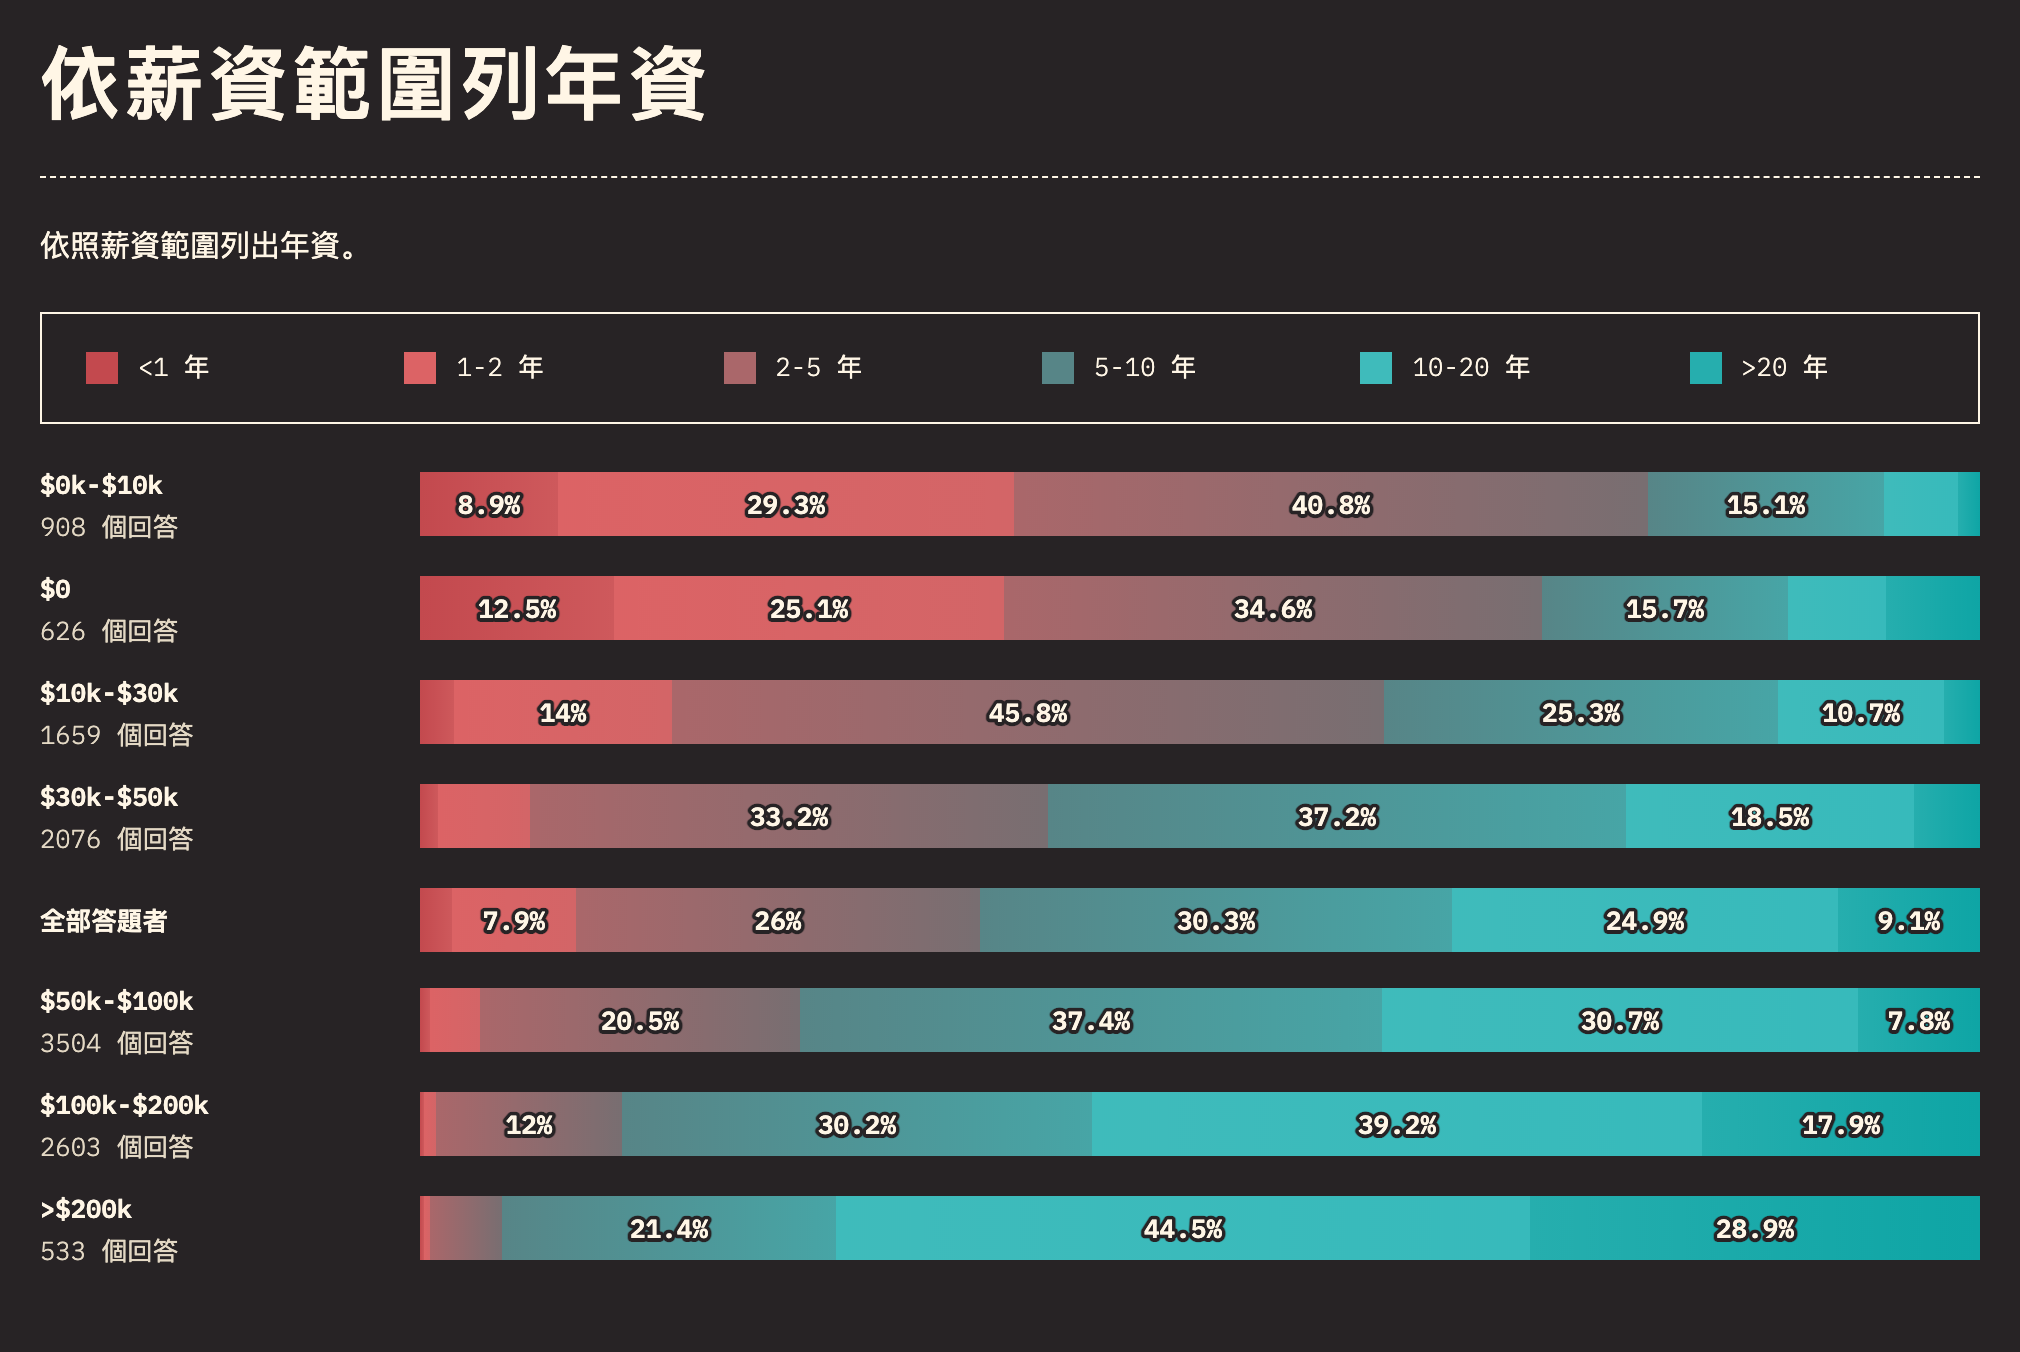 依薪資範圍列年資
依照薪資範圍列出年資。
<1 年 1-2 年 2-5 年 5-10 年 10-20 年 >20 年
$0k-$10k
908 個回答
8.9% 29.3% 40.8% 15.1%
$0
626 個回答
12.5% 25.1% 34.6% 15.7%
$10k-$30k
1659 個回答
14% 45.8% 25.3% 10.7%
$30k-$50k
2076 個回答
33.2% 37.2% 18.5%
全部答題者
7.9% 26% 30.3% 24.9% 9.1%
$50k-$100k
3504 個回答
20.5% 37.4% 30.7% 7.8%
$100k-$200k
2603 個回答
12% 30.2% 39.2% 17.9%
>$200k
533 個回答
21.4% 44.5% 28.9%